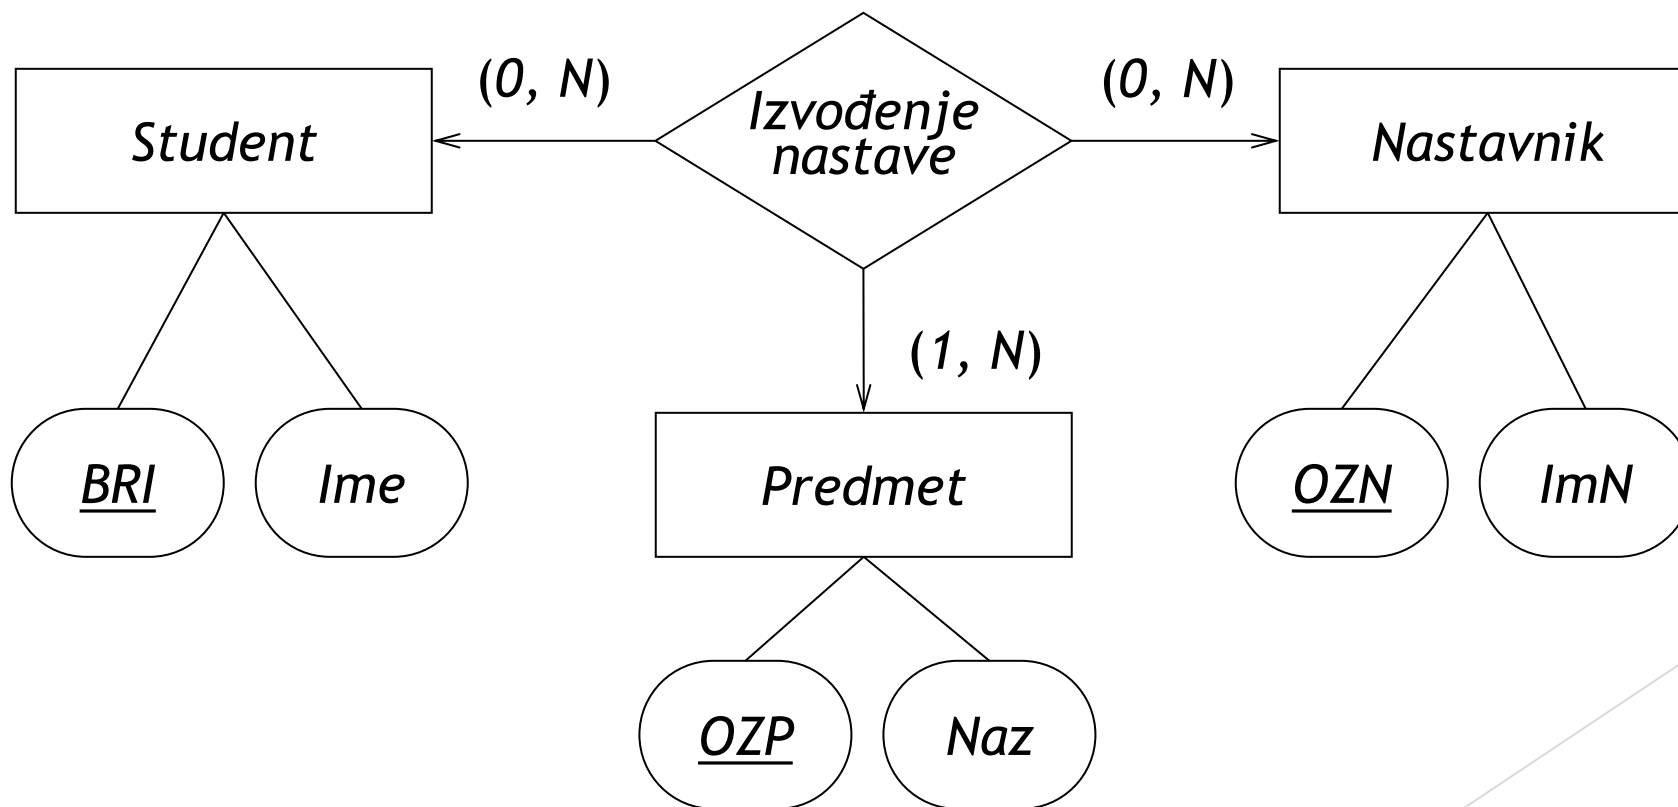 (0, N)
(0, N)
Student
Izvođenje
nastave
Nastavnik
(1, N)
BRI
Ime
Predmet
OZN
ImN
OZP
Naz